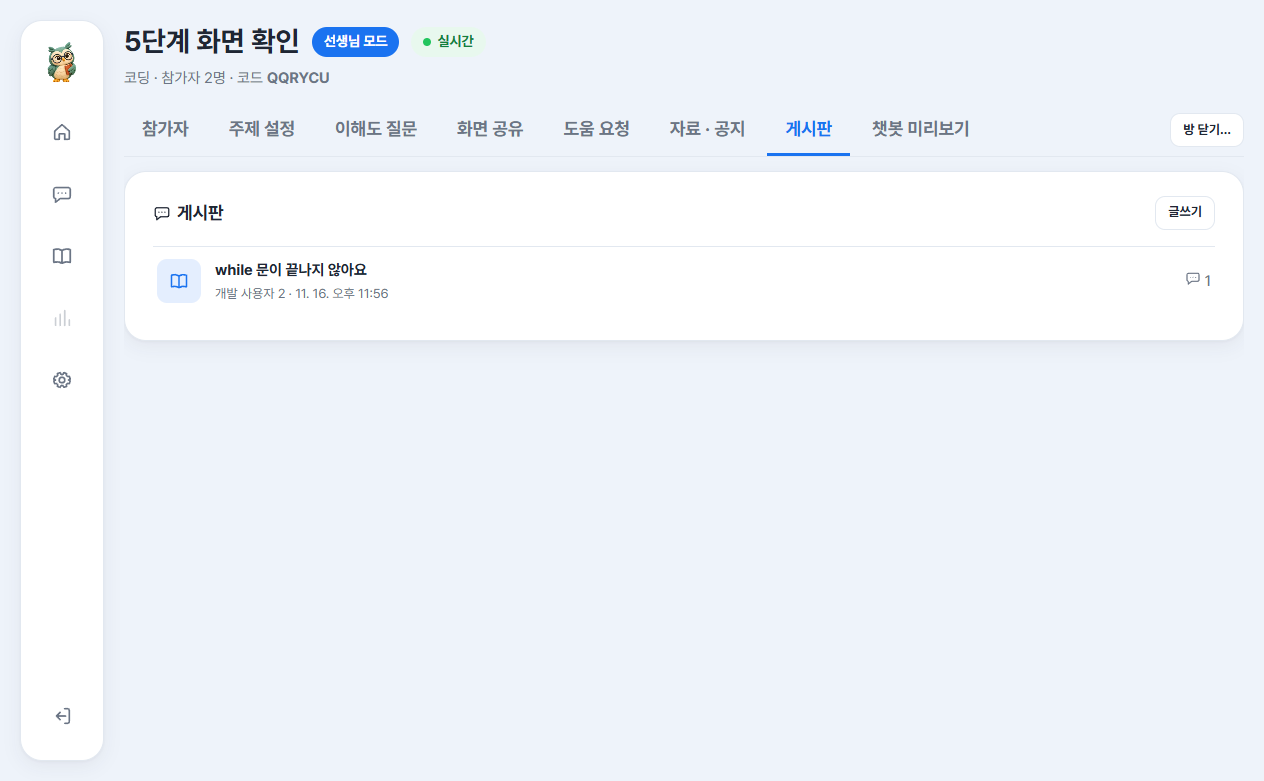 5단계 화면 확인 선생님 모드 실시간
코딩 · 참가자 2명 · 코드 QQRYCU
참가자 주제 설정 이해도 질문 화면 공유 도움 요청 자료 · 공지 게시판 챗봇 미리보기 방 닫기...
게시판 글쓰기
while 문이 끝나지 않아요
개발 사용자 2 · 11. 16. 오후 11:56
1